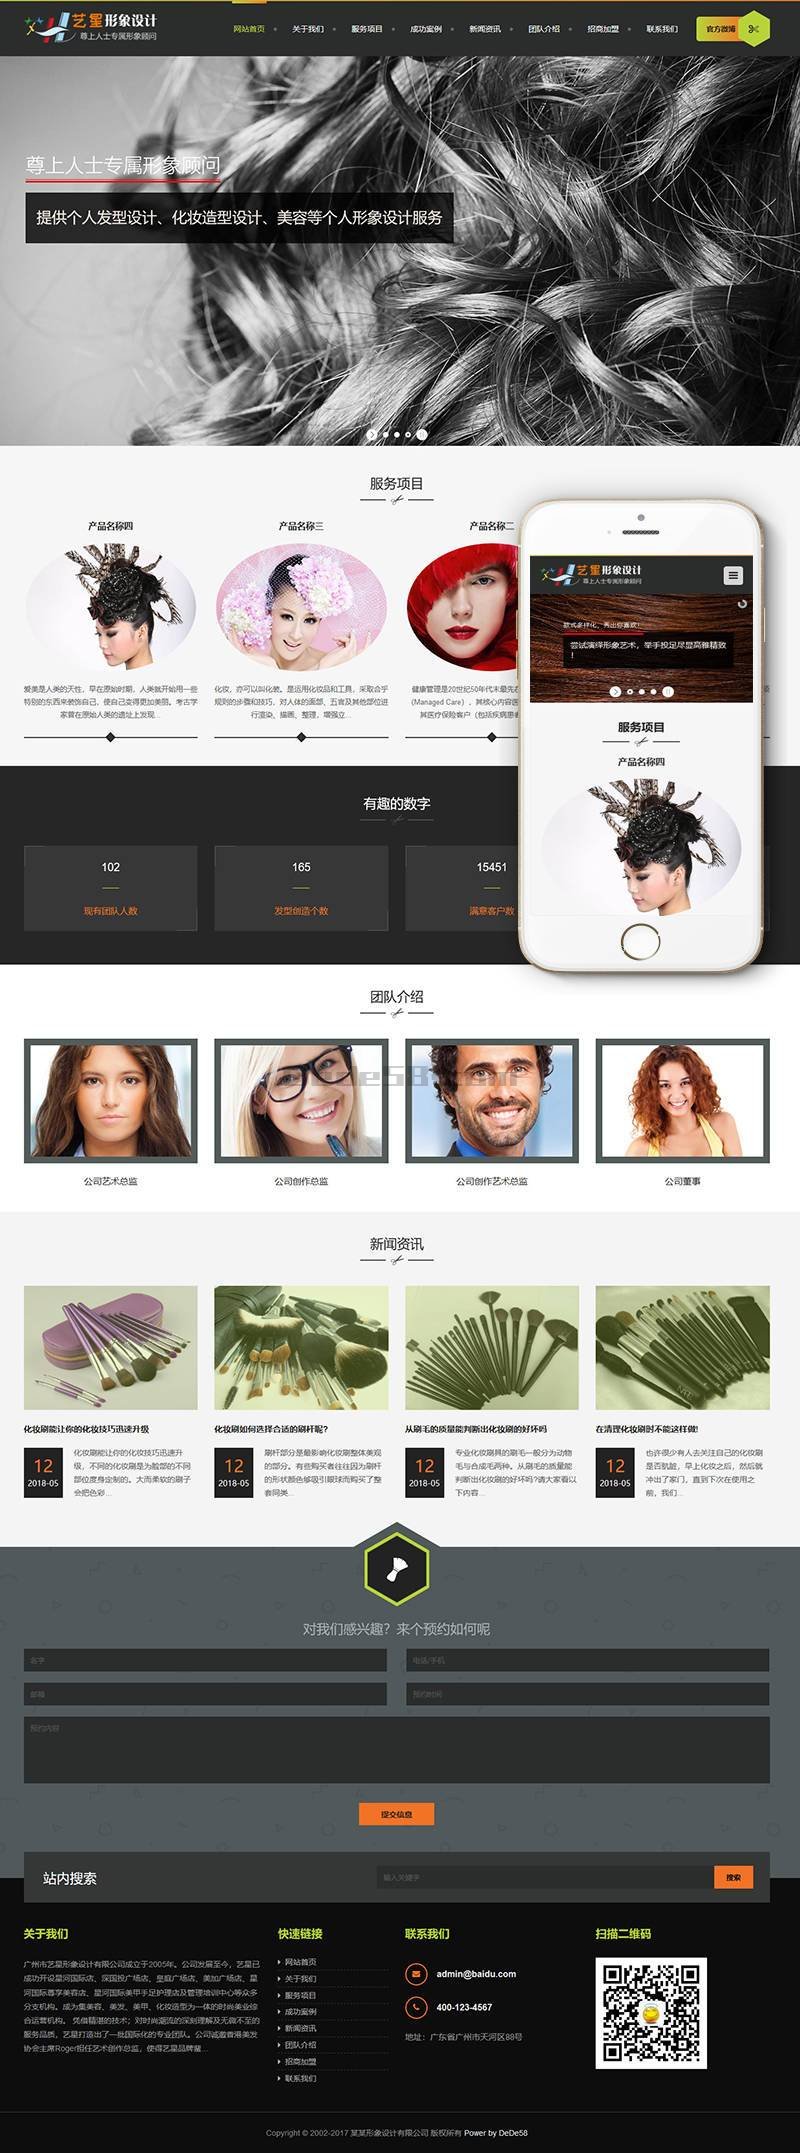 艺星形象设计
尊上人士专属形象顾问
网站首页 关于我们 服务项目 成功案例 新闻资讯 团队介绍 招商加盟 联系我们 官方微博
尊上人士专属形象顾问
提供个人发型设计、化妆造型设计、美容等个人形象设计服务
服务项目
产品名称四
产品名称三
产品名称二
爱美是人类的天性，早在原始时期，人类就开始用一些
特别的东西来装饰自己，使自己变得更加美丽。考古学
家曾在原始人类的遗址上发现...
化妆，亦可以叫化装。是运用化妆品和工具，采取合乎
规则的步骤和技巧，对人体的面部、五官及其他部位进
行渲染、描画、整理，增强立...
健康管理是20世纪50年代末最先在
(Managed Care），其核心内容医
其医疗保险客户（包括疾病患者
艺星形象设计
尊上人士专属形象顾问
款式多样化，秀出你喜欢!
尝试演绎形象艺术，举手投足尽显高雅精致
!
服务项目
产品名称四
有趣的数字
102
现有团队人数
165
发型创造个数
15451
满意客户数
团队介绍
公司艺术总监
公司创作总监
公司创作艺术总监
公司董事
新闻资讯
化妆刷能让你的化妆技巧迅速升级
12
2018-05
化妆刷能让你的化妆技巧迅速升
级，不同的化妆刷是为脸部的不同
部位度身定制的。大而柔软的刷子
会把色彩...
化妆刷如何选择合适的刷杆呢?
12
2018-05
刷杆部分是最影响化妆刷整体美观
的部分。有些购买者往往因为刷杆
的形状颜色够吸引眼球而购买了整
套同类...
从刷毛的质量能判断出化妆刷的好坏吗
12
2018-05
专业化妆刷具的刷毛一般分为动物
毛与合成毛两种。从刷毛的质量能
判断出化妆刷的好坏吗?请大家看以
下内容...
在清理化妆刷时不能这样做!
12
2018-05
也许很少有人去关注自己的化妆刷
是否肮脏，早上化妆之后，然后就
冲出了家门，直到下次在使用之
前，我们...
对我们感兴趣？来个预约如何呢
名字
电话/手机
邮箱
预约时间
预约内容
提交信息
站内搜索
输入关键字
搜索
关于我们
广州市艺星形象设计有限公司成立于2005年。公司发展至今，艺星已
成功开设星河国际店、深国投广场店、皇庭广场店、美加广场店、星
河国际尊享美容店、星河国际美甲手足护理店及管理培训中心等众多
分支机构。成为集美容、美发、美甲、化妆造型为一体的时尚美业综
合运营机构。 凭借精湛的技术；对时尚潮流的深刻理解及无微不至的
服务品质，艺星打造出了一批国际化的专业团队。公司诚邀香港美发
协会主席Roger担任艺术创作总监，使得艺星品牌蜚...
快速链接
网站首页
关于我们
服务项目
成功案例
新闻资讯
团队介绍
招商加盟
联系我们
联系我们
admin@baidu.com
400-123-4567
地址：广东省广州市天河区88号
扫描二维码
Copyright © 2002-2017 某某形象设计有限公司 版权所有 Power by DeDe58